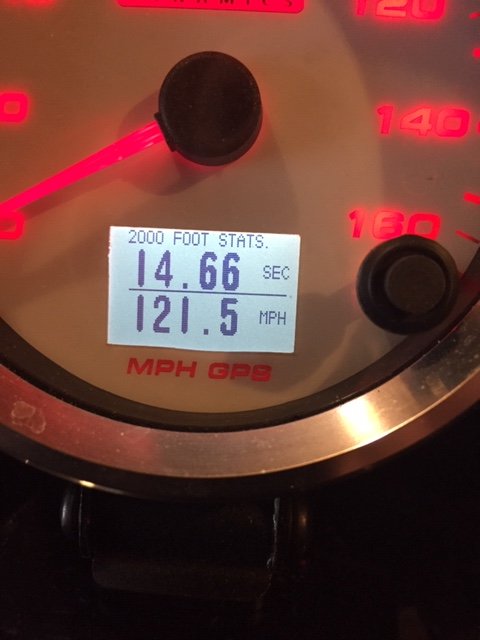 120
140
160
2000 FOOT STATS.
14.66 SEC
121.5 MPH
MPH GPS